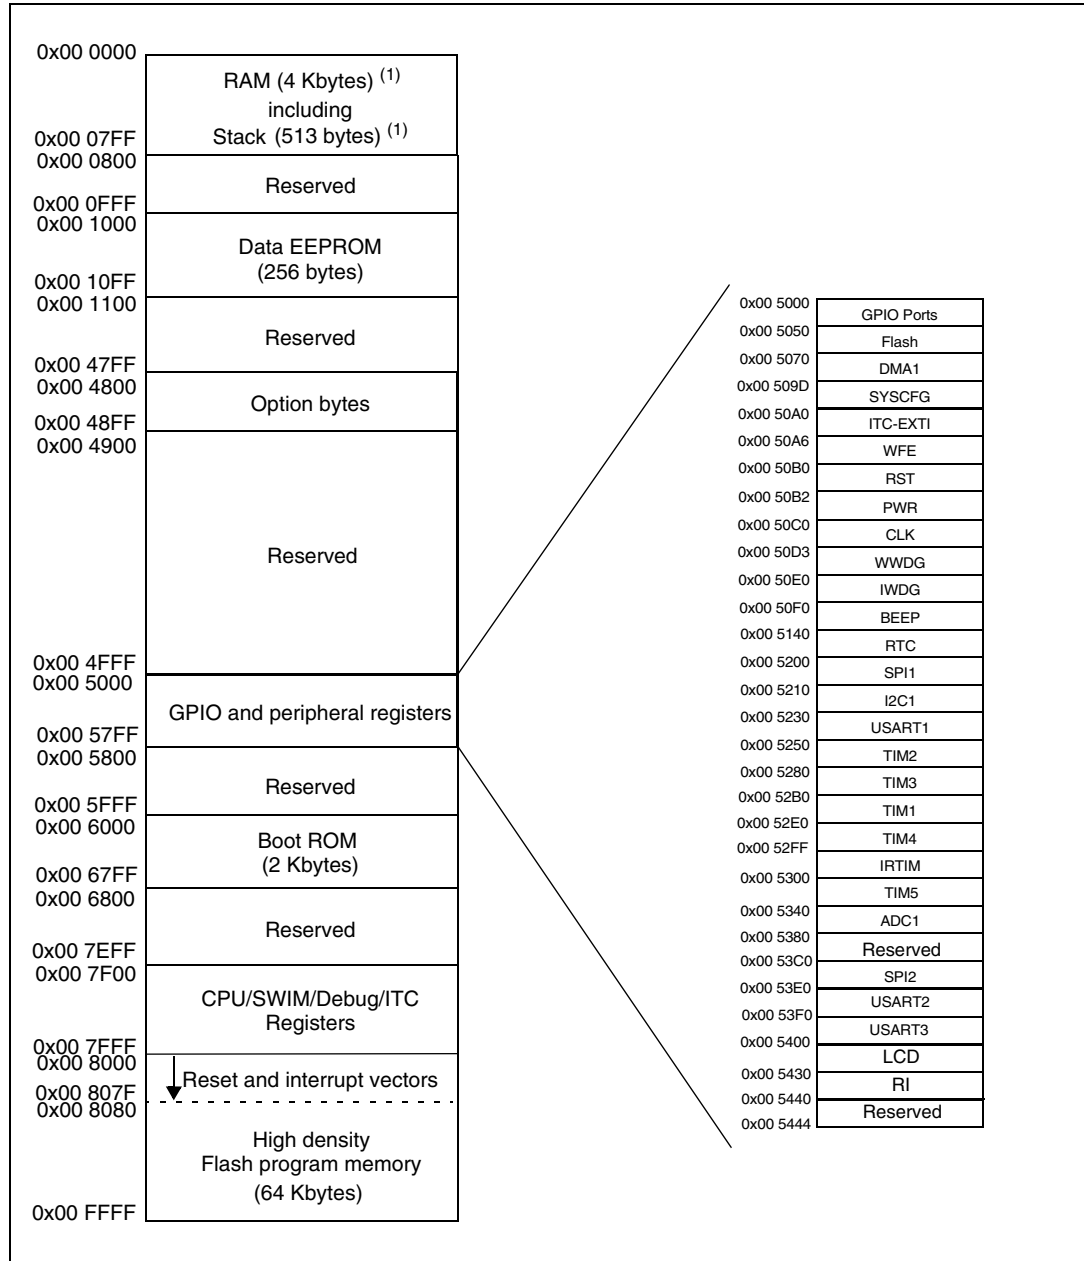 0x00 0000
RAM (4 Kbytes) (1)
including
Stack (513 bytes) (1)
0x00 07FF
0x00 0800
Reserved
0x00 0FFF
0x00 1000
Data EEPROM
(256 bytes)
0x00 10FF
0x00 1100
Reserved
0x00 47FF
0x00 4800
Option bytes
0x00 48FF
0x00 4900
Reserved
0x00 4FFF
0x00 5000
GPIO and peripheral registers
0x00 57FF
0x00 5800
Reserved
0x00 5FFF
0x00 6000
Boot ROM
(2 Kbytes)
0x00 67FF
0x00 6800
Reserved
0x00 7EFF
0x00 7F00
CPU/SWIM/Debug/ITC
Registers
0x00 7FFF
0x00 8000
Reset and interrupt vectors
0x00 807F
0x00 8080
High density
Flash program memory
(64 Kbytes)
0x00 FFFF
0x00 5000
GPIO Ports
0x00 5050
Flash
0x00 5070
DMA1
0x00 509D
SYSCFG
0x00 50A0
ITC-EXTI
0x00 50A6
WFE
0x00 50B0
RST
0x00 50B2
PWR
0x00 50C0
CLK
0x00 50D3
WWDG
0x00 50E0
IWDG
0x00 50F0
BEEP
0x00 5140
RTC
0x00 5200
SPI1
0x00 5210
I2C1
0x00 5230
USART1
0x00 5250
TIM2
0x00 5280
TIM3
0x00 52B0
TIM1
0x00 52E0
TIM4
0x00 52FF
IRTIM
0x00 5300
TIM5
0x00 5340
ADC1
0x00 5380
Reserved
0x00 53C0
SPI2
0x00 53E0
USART2
0x00 53F0
USART3
0x00 5400
LCD
0x00 5430
RI
0x00 5440
Reserved
0x00 5444